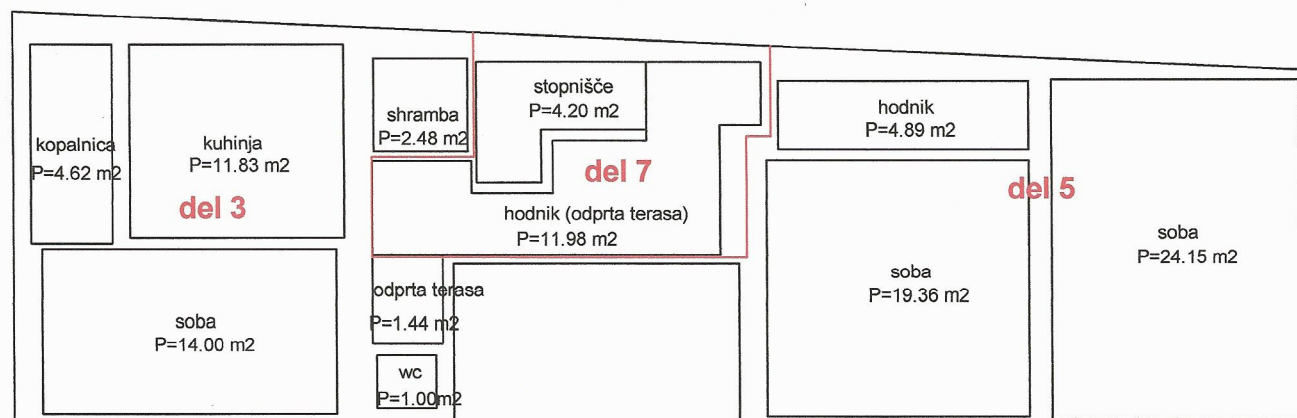 kopalnica
P=4.62 m2
kuhinja
P=11.83 m2
del 3
soba
P=14.00 m2
shramba
P=2.48 m2
stopnišče
P=4.20 m2
del 7
hodnik (odprta terasa)
P=11.98 m2
odprta terasa
P=1.44 m2
wc
P=1.00m2
hodnik
P=4.89 m2
del 5
soba
P=19.36 m2
soba
P=24.15 m2